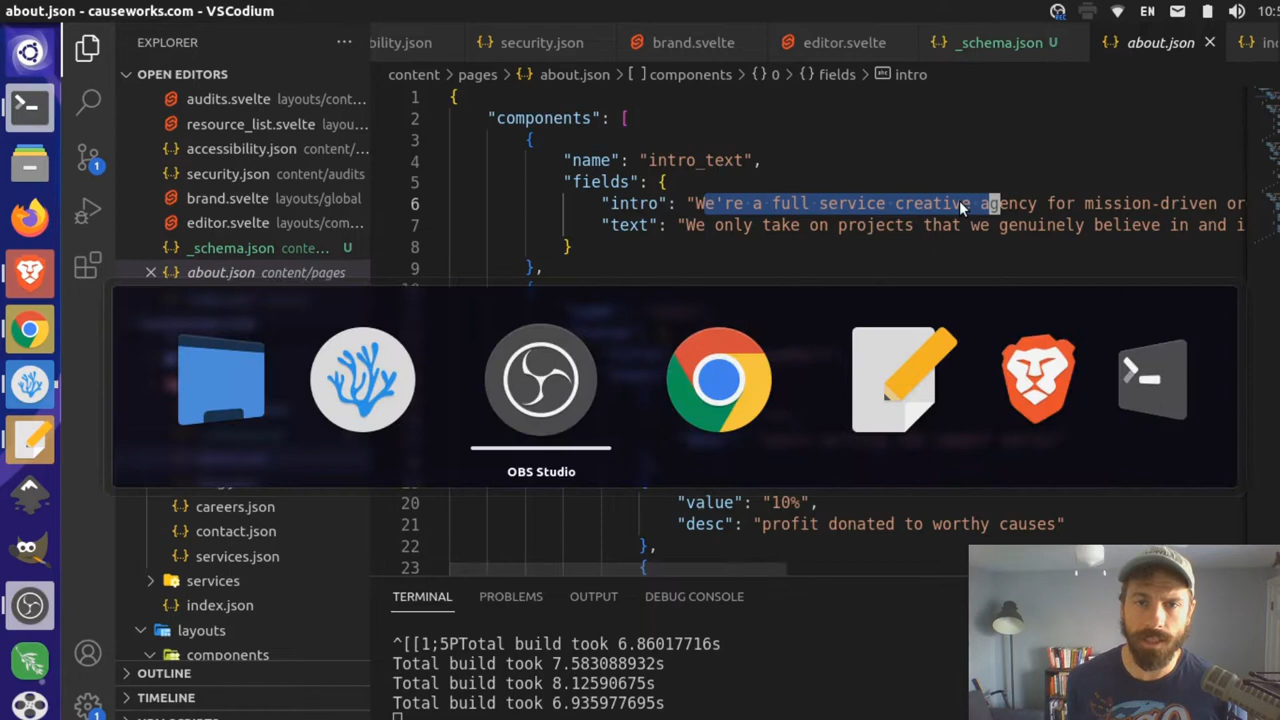 about.json - causeworks.com - VSCodium
EN
EXPLORER
bility.json
security.json
brand.svelte
editor.svelte
_schema.json U
about.json
OPEN EDITORS
content
pages
about.json
[ ] components
{} 0
{} fields
intro
audits.svelte layouts/cont...
resource_list.svelte layou...
accessibility.json content/...
security.json content/audits
brand.svelte layouts/global
editor.svelte layouts/cont...
_schema.json conte... U
about.json content/pages
1 {
2 "components": [
3 {
4 "name": "intro_text",
5 "fields": {
6 "intro": "We're a full service creative agency for mission-driven or
7 "text": "We only take on projects that we genuinely believe in and i
8 }
9 },
OBS Studio
20 "value": "10%",
21 "desc": "profit donated to worthy causes"
22 },
23 {
careers.json
contact.json
services.json
services
index.json
layouts
components
OUTLINE
TIMELINE
TERMINAL
PROBLEMS
OUTPUT
DEBUG CONSOLE
^[[1;5PTotal build took 6.86017716s
Total build took 7.583088932s
Total build took 8.12590675s
Total build took 6.935977695s